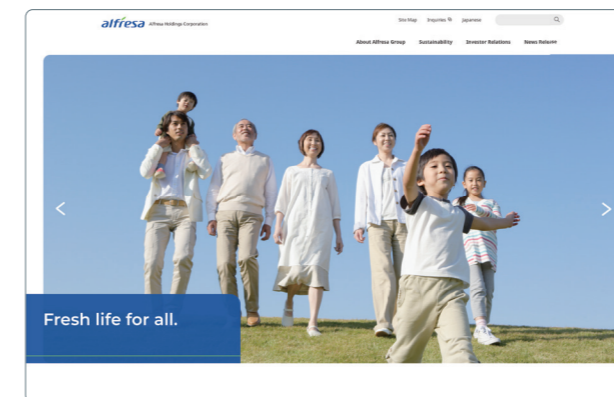 alfresa Alfresa Holdings Corporation
Site Map Inquiries Japanese
About Alfresa Group Sustainability Investor Relations News Release
Fresh life for all.